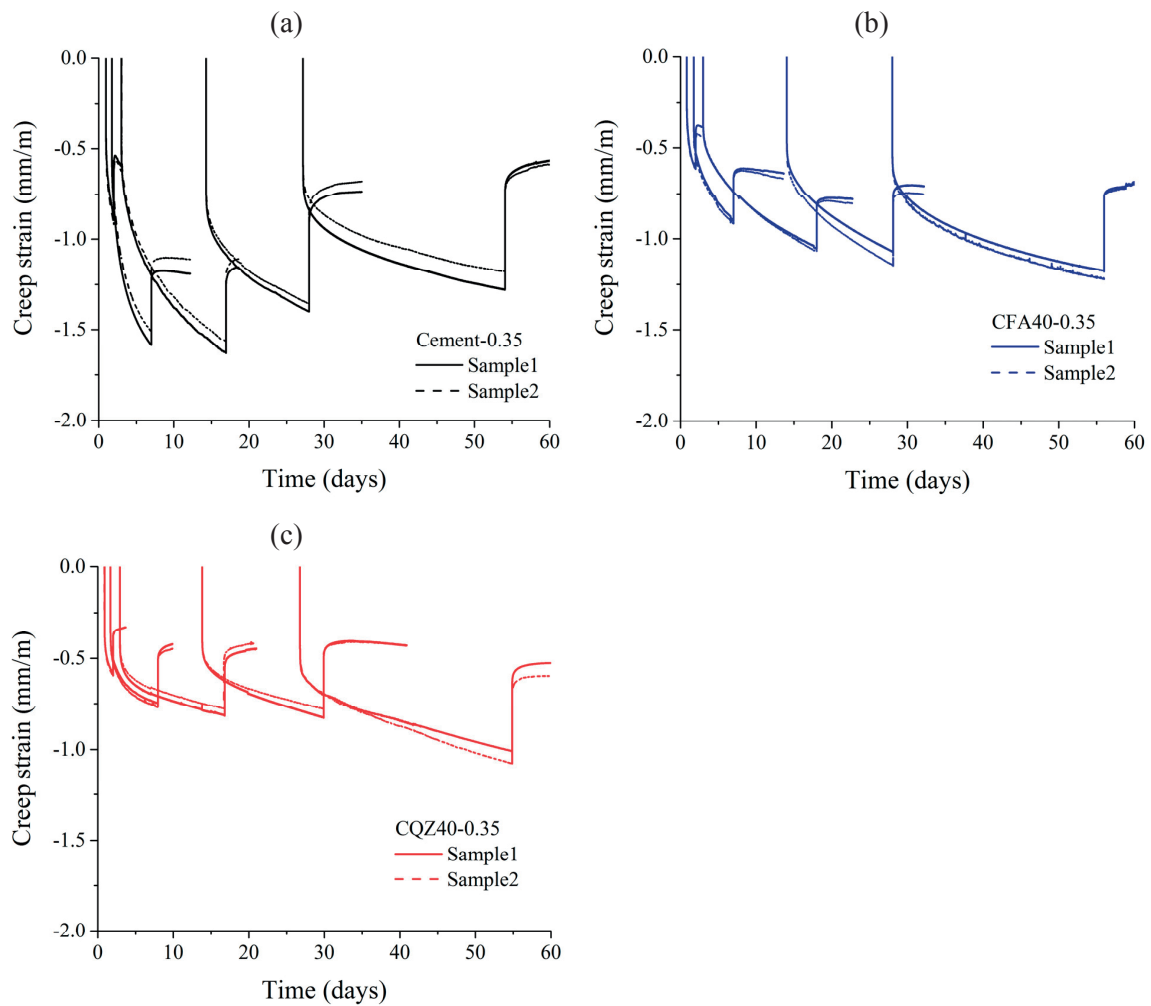 (a)
0.0
-0.5
-1.0
-1.5
-2.0
Creep strain (mm/m)
Cement-0.35
Sample1
Sample2
0 10 20 30 40 50 60
Time (days)
(b)
0.0
-0.5
-1.0
-1.5
-2.0
Creep strain (mm/m)
CFA40-0.35
Sample1
Sample2
0 10 20 30 40 50 60
Time (days)
(c)
0.0
-0.5
-1.0
-1.5
-2.0
Creep strain (mm/m)
CQZ40-0.35
Sample1
Sample2
0 10 20 30 40 50 60
Time (days)